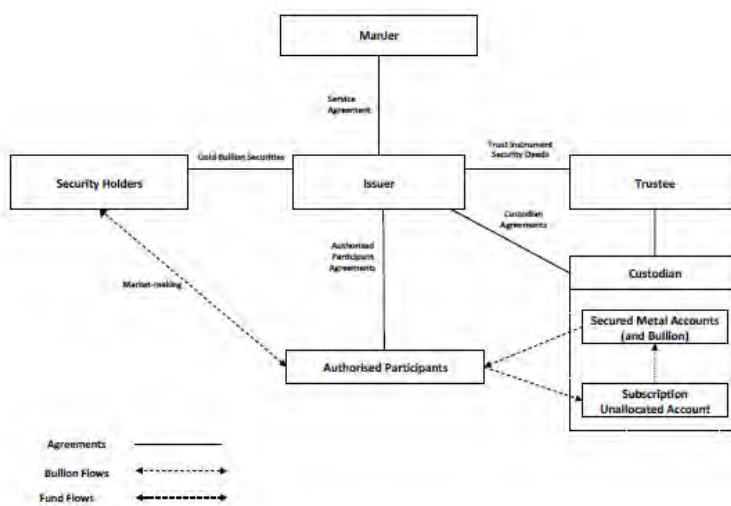 ManJer
Service
Agreement
Gold Bullion Securities
Trust Instrument
Security Deeds
Security Holders
Issuer
Trustee
Custodian
Agreements
Authorised
Participant
Agreements
Custodian
Market-making
Secured Metal Accounts
(and Bullion)
Authorised Participants
Subscription
Unallocated Account
Agreements
Bullion Flows
Fund Flows